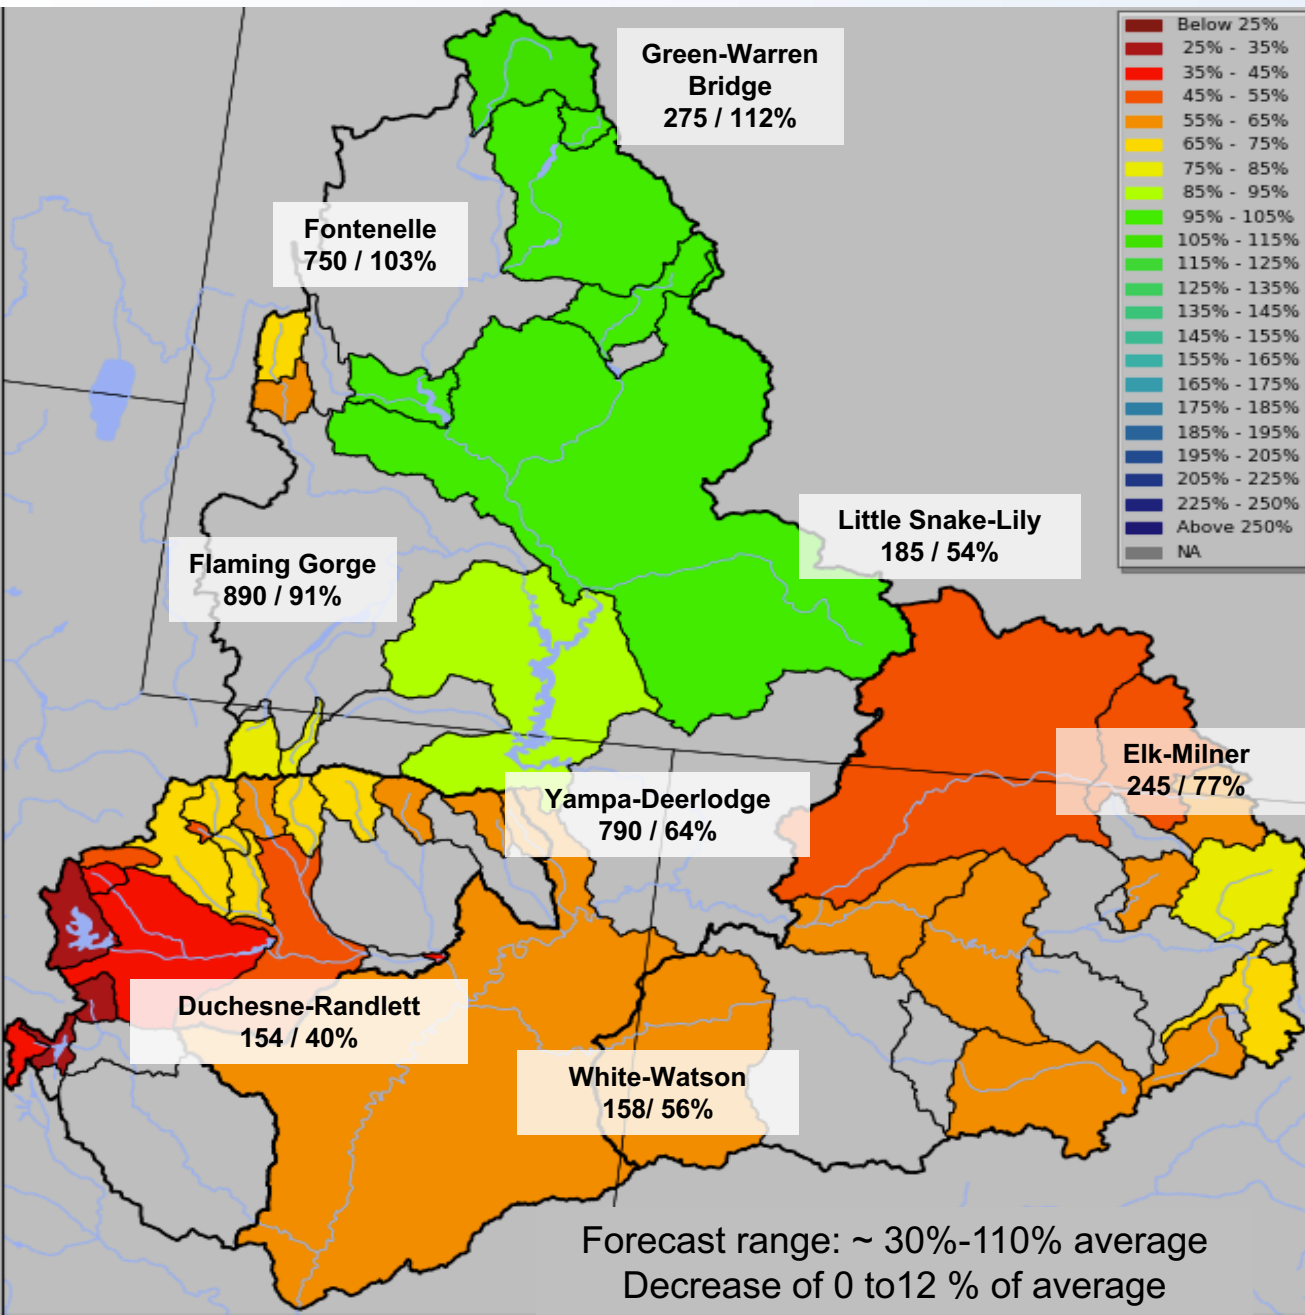 Green-Warren
Bridge
275 / 112%
Below 25%
25% - 35%
35% - 45%
45% - 55%
55% - 65%
65% - 75%
75% - 85%
85% - 95%
95% - 105%
105% - 115%
115% - 125%
125% - 135%
135% - 145%
145% - 155%
155% - 165%
165% - 175%
175% - 185%
185% - 195%
195% - 205%
205% - 225%
225% - 250%
Above 250%
NA
Fontenelle
750 / 103%
Little Snake-Lily
185 / 54%
Flaming Gorge
890 / 91%
Elk-Milner
245 / 77%
Yampa-Deerlodge
790 / 64%
Duchesne-Randlett
154 / 40%
White-Watson
158/ 56%
Forecast range: ~ 30%-110% average
Decrease of 0 to12 % of average